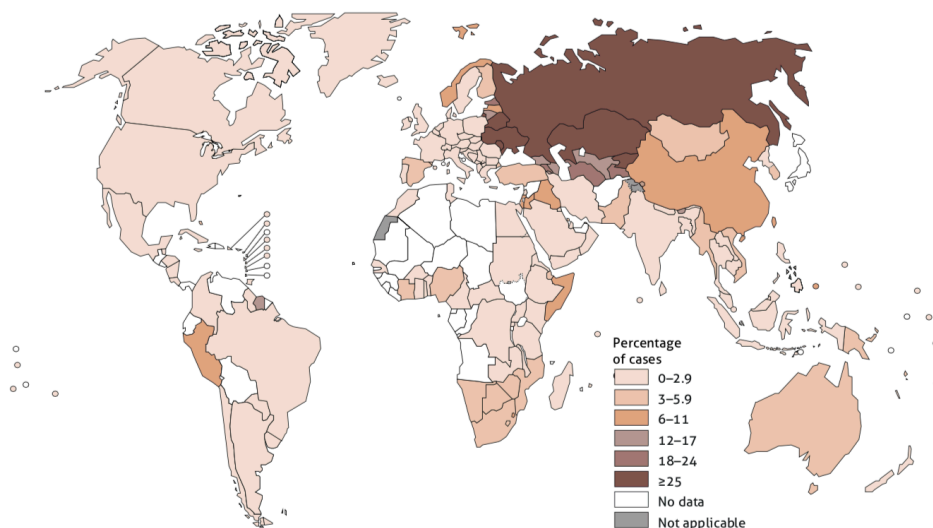 Percentage
of cases
0–2.9
3–5.9
6–11
12–17
18–24
≥25
No data
Not applicable